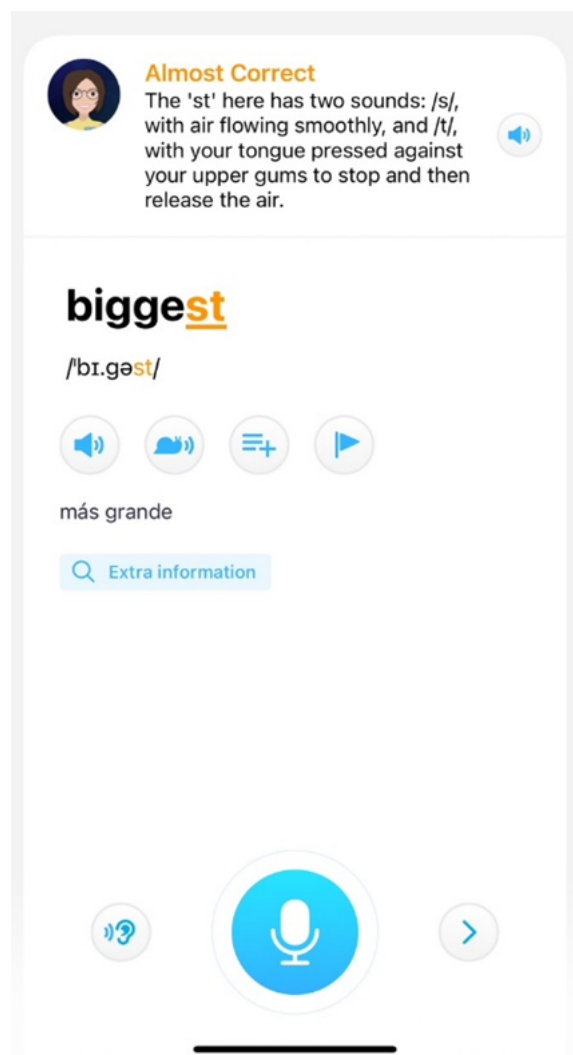 Almost Correct
The 'st' here has two sounds: /s/,
with air flowing smoothly, and /t/,
with your tongue pressed against
your upper gums to stop and then
release the air.
biggest
/ˈbɪ.gəst/
más grande
Extra information